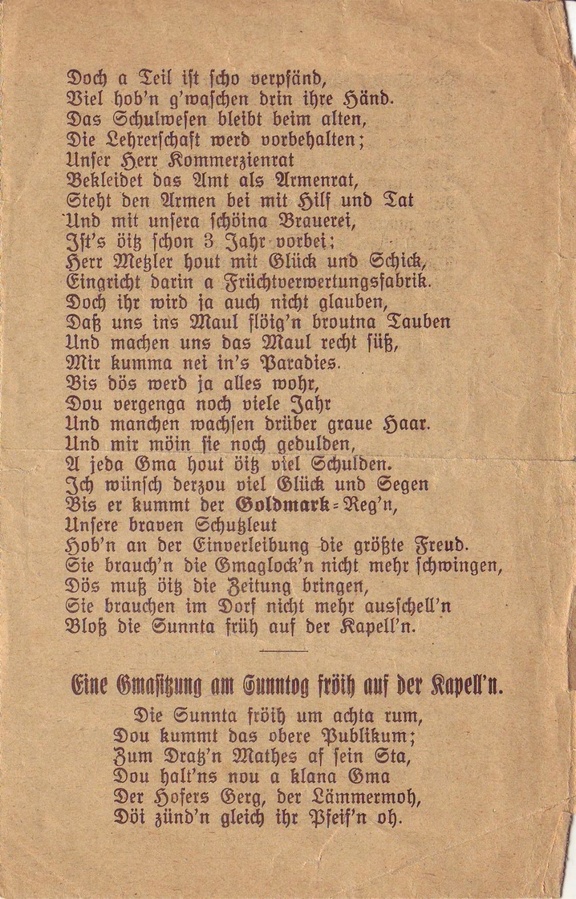 Doch a Teil ist scho verpfänd,
Viel hob'n g'waschen drin ihre Händ.
Das Schulwesen bleibt beim alten,
Die Lehrerschaft werd vorbehalten;
Unser Herr Kommerzienrat
Bekleidet das Amt als Armenrat,
Steht den Armen bei mit Hilf und Tat
Und mit unsera schöina Brauerei,
Ist's öitz schon 3 Jahr vorbei;
Herr Metzler hout mit Glück und Schick,
Eingricht darin a Früchtverwertungsfabrik.
Doch ihr wird ja auch nicht glauben,
Daß uns ins Maul flöig'n broutna Tauben
Und machen uns das Maul recht süß,
Mir kumma nei in's Paradies.
Bis dös werd ja alles wohr,
Dou vergenga noch viele Jahr
Und manchen wachsen drüber graue Haar.
Und mir möin sie noch gedulden,
A jeda Gma hout öitz viel Schulden.
Ich wünsch derzou viel Glück und Segen
Bis er kummt der Goldmark-Reg'n,
Unsere braven Schutzleut
Hob'n an der Einverleibung die größte Freud.
Sie brauch'n die Gmaglock'n nicht mehr schwingen,
Dös muß öitz die Zeitung bringen,
Sie brauchen im Dorf nicht mehr ausschell'n
Bloß die Sunnta früh auf der Kapell'n.
Eine Gmasitzung am Sunntog fröih auf der Kapell'n.
Die Sunnta fröih um achta rum,
Dou kummt das obere Publikum;
Zum Dratz'n Mathes af sein Sta,
Dou halt'ns nou a klana Gma
Der Hofers Gerg, der Lämmermoh,
Döi zünd'n gleich ihr Pfeif'n oh.